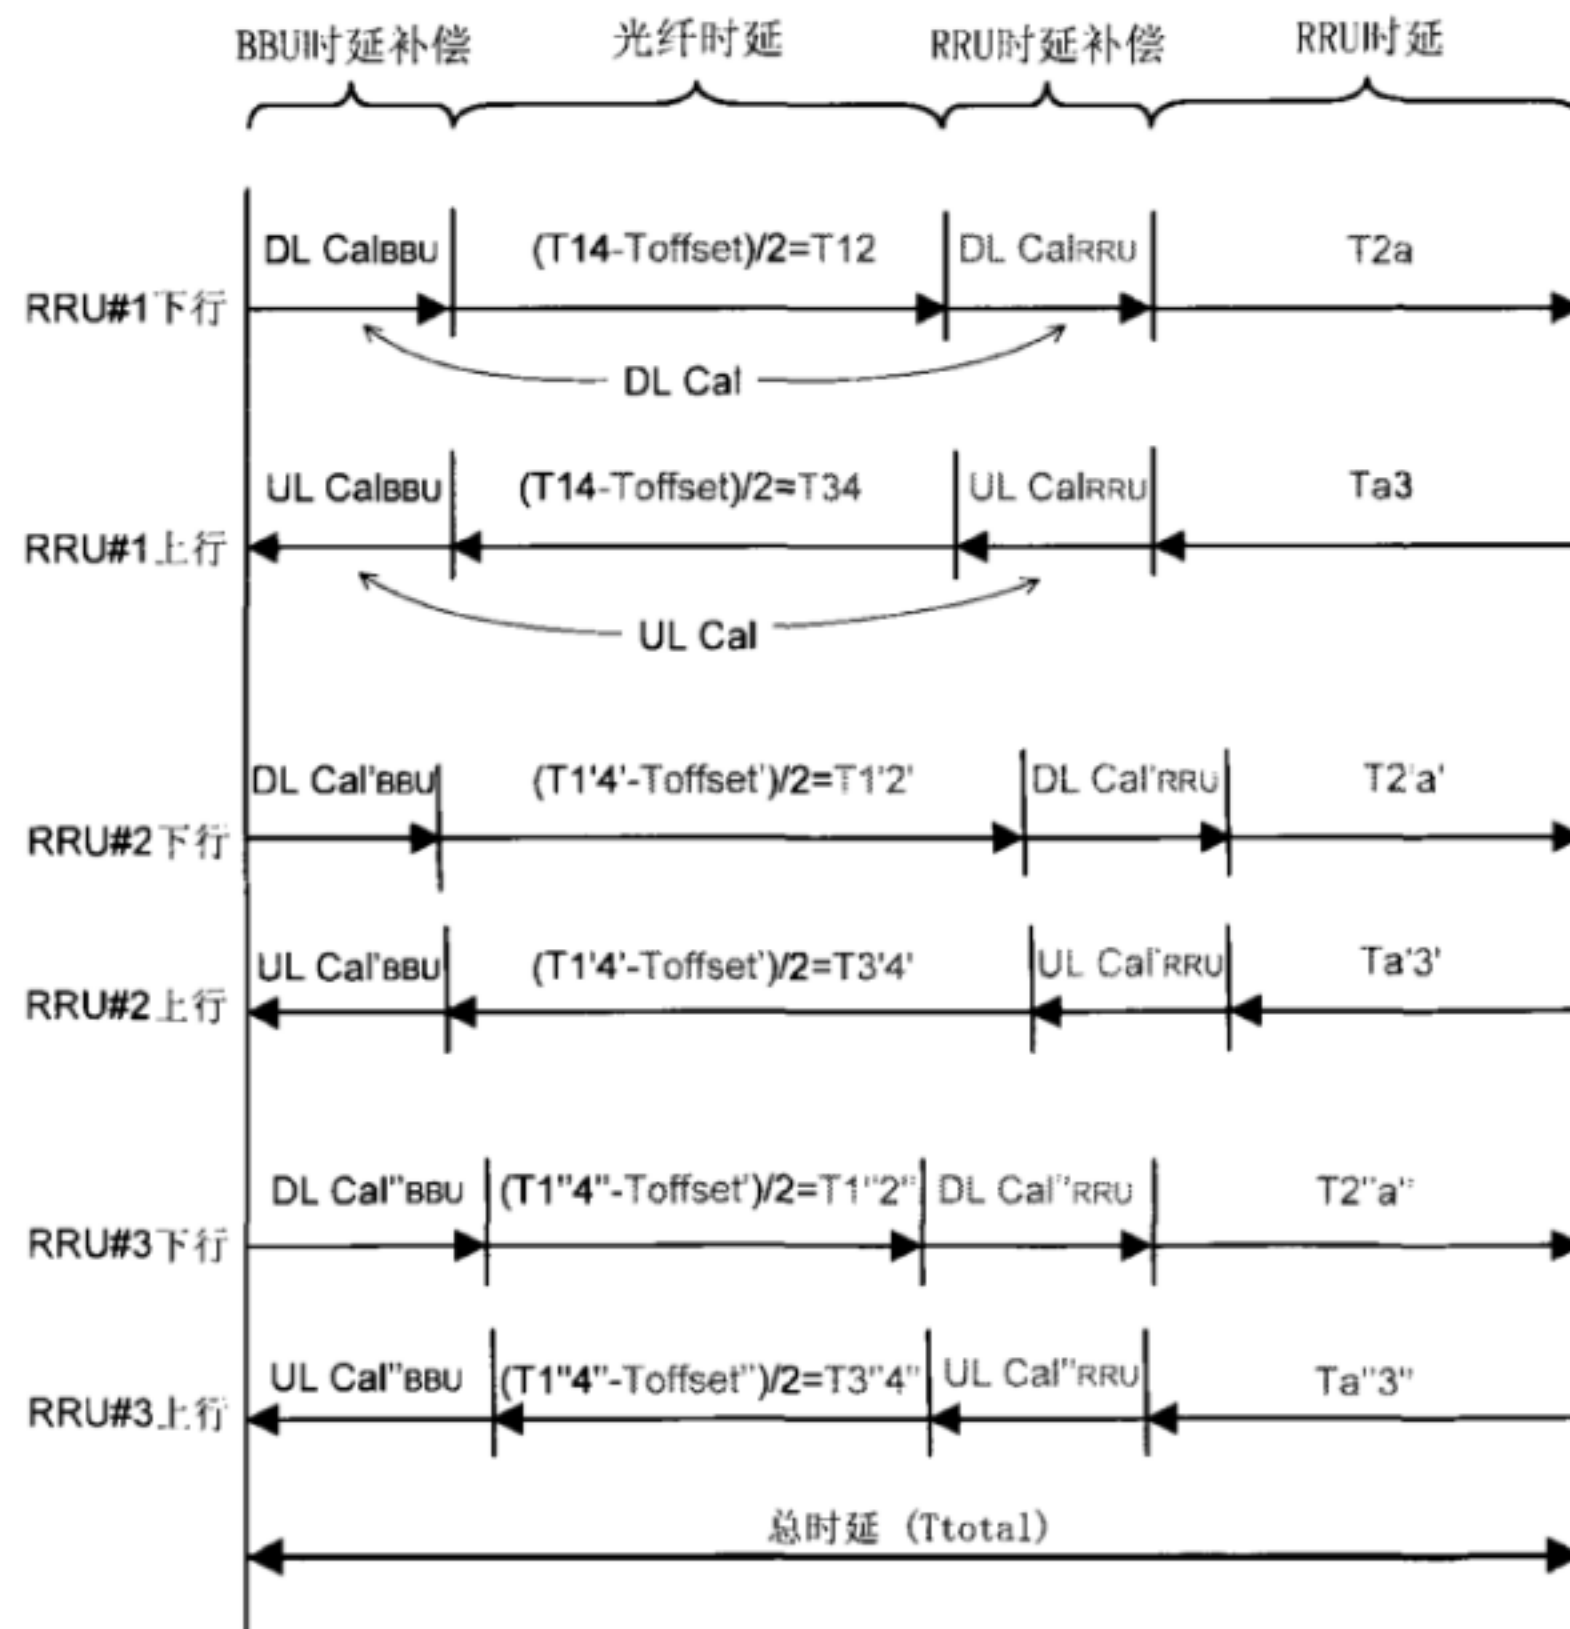 BBU时延补偿 光纤时延 RRU时延补偿 RRU时延
DL CalBBU (T14-Toffset)/2=T12 DL CalRRU T2a
RRU#1下行
DL Cal
UL CalBBU (T14-Toffset)/2=T34 UL CalRRU Ta3
RRU#1上行
UL Cal
DL Cal'BBU (T1'4'-Toffset')/2=T1'2' DL Cal'RRU T2'a'
RRU#2下行
UL Cal'BBU (T1'4'-Toffset')/2=T3'4' UL Cal'RRU Ta'3'
RRU#2上行
DL Cal"BBU (T1"4"-Toffset')/2=T1"2" DL Cal"RRU T2"a"
RRU#3下行
UL Cal"BBU (T1"4"-Toffset")/2=T3"4" UL Cal"RRU Ta"3"
RRU#3上行
总时延 (Ttotal)